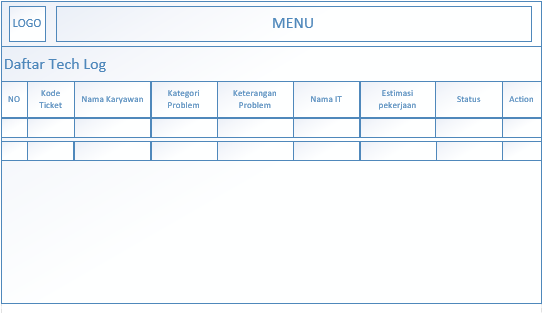 LOGO
MENU
Daftar Tech Log
NO
Kode
Ticket
Nama Karyawan
Kategori
Problem
Keterangan
Problem
Nama IT
Estimasi
pekerjaan
Status
Action